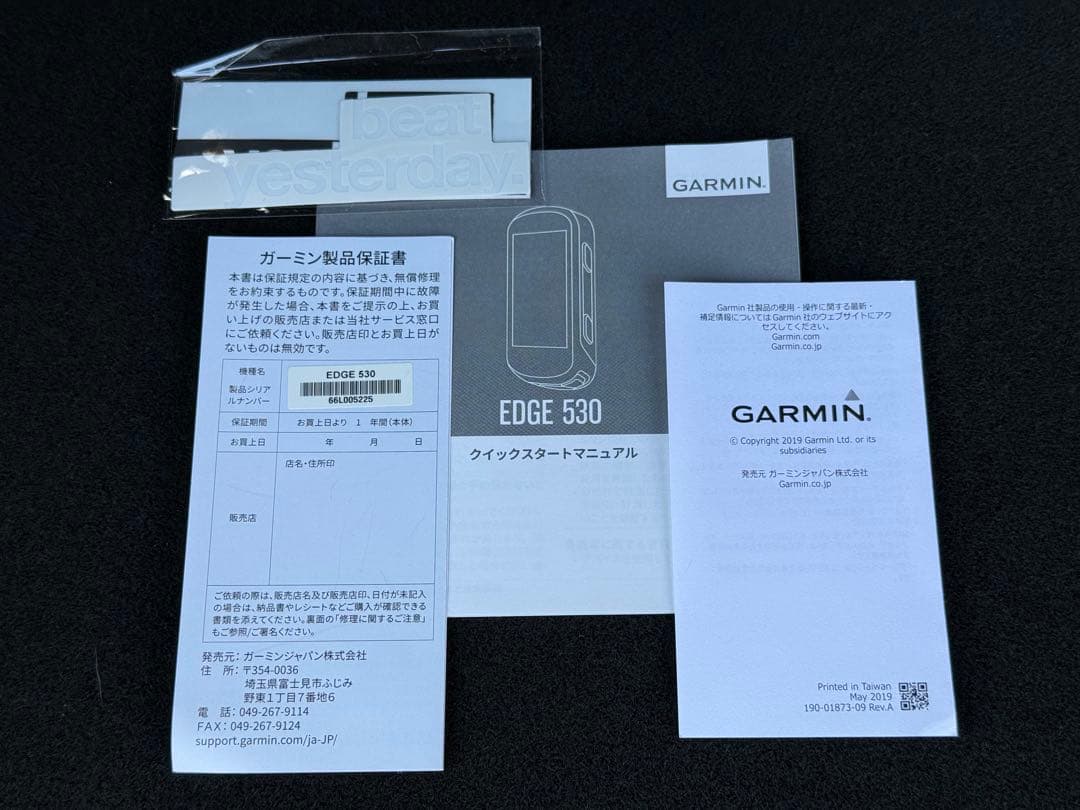 beat
yesterday.
GARMIN.
EDGE 530
クイックスタートマニュアル
ガーミン製品保証書
本書は保証規定の内容に基づき、無償修理
をお約束するものです。保証期間中に故障
が発生した場合、本書をご提示の上、お買
い上げの販売店または当社サービス窓口
にご依頼ください。販売店印とお買上日が
ないものは無効です。
機種名
製品シリア
ルナンバー
EDGE 530
66L005225
保証期間 お買上日より 1 年間(本体)
お買上日 年 月 日
販売店
店名・住所印
ご依頼の際は、販売店名及び販売店印、日付が未記入
の場合は、納品書やレシートなどご購入が確認できる
書類を添えてください。裏面の「修理に関するご注意」
もご参照/ご署名ください。
発売元: ガーミンジャパン株式会社
住 所: 〒354-0036
埼玉県富士見市ふじみ
野東1丁目7番地6
電 話: 049-267-9114
FAX: 049-267-9124
support.garmin.com/ja-JP/
Garmin 社製品の使用・操作に関する最新・
補足情報については Garmin 社のウェブサイトにアク
セスしてください。
Garmin.com
Garmin.co.jp
GARMIN.
© Copyright 2019 Garmin Ltd. or its
subsidiaries
発売元 ガーミンジャパン株式会社
Garmin.co.jp
Printed in Taiwan
May 2019
190-01873-09 Rev.A